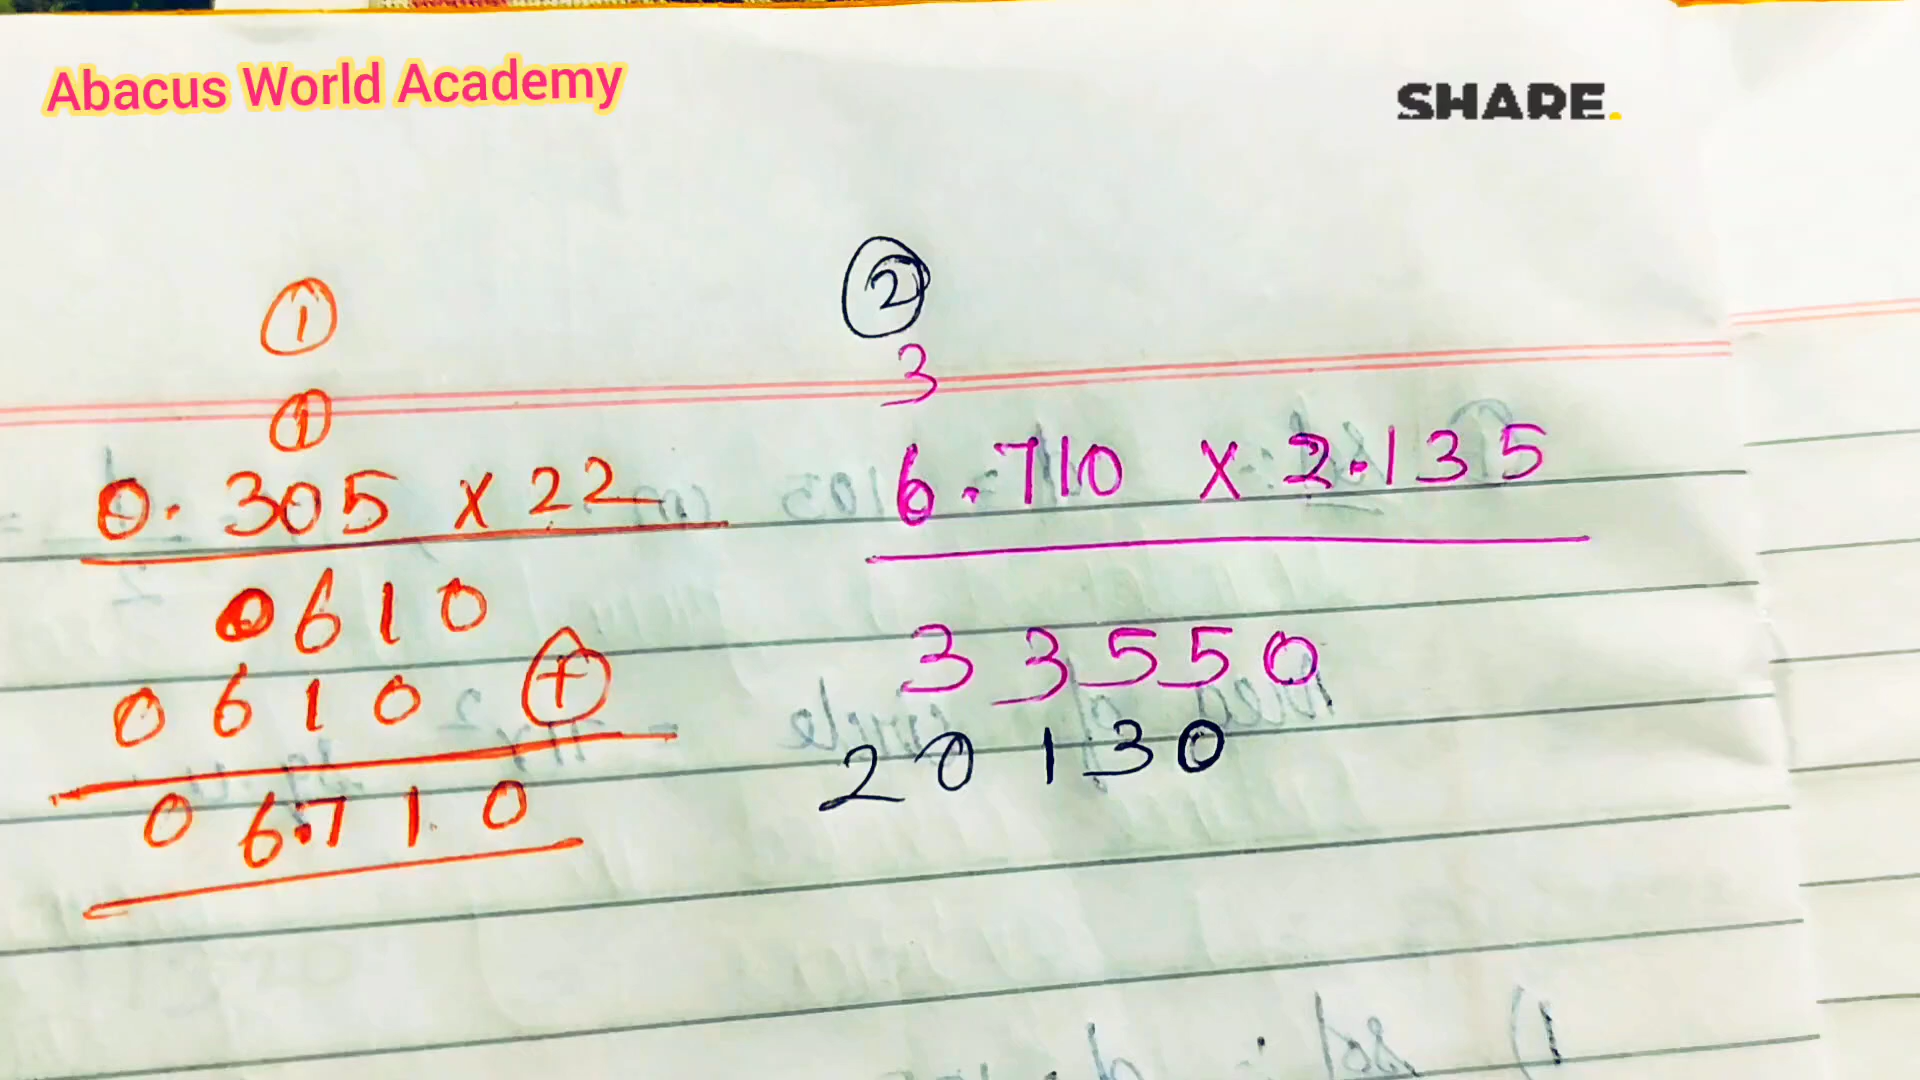 Abacus World Academy
SHARE.
1
1
0.305 x 22
0610
0610 +
06.710
2
3
6.710 x 2.135
33550
20130